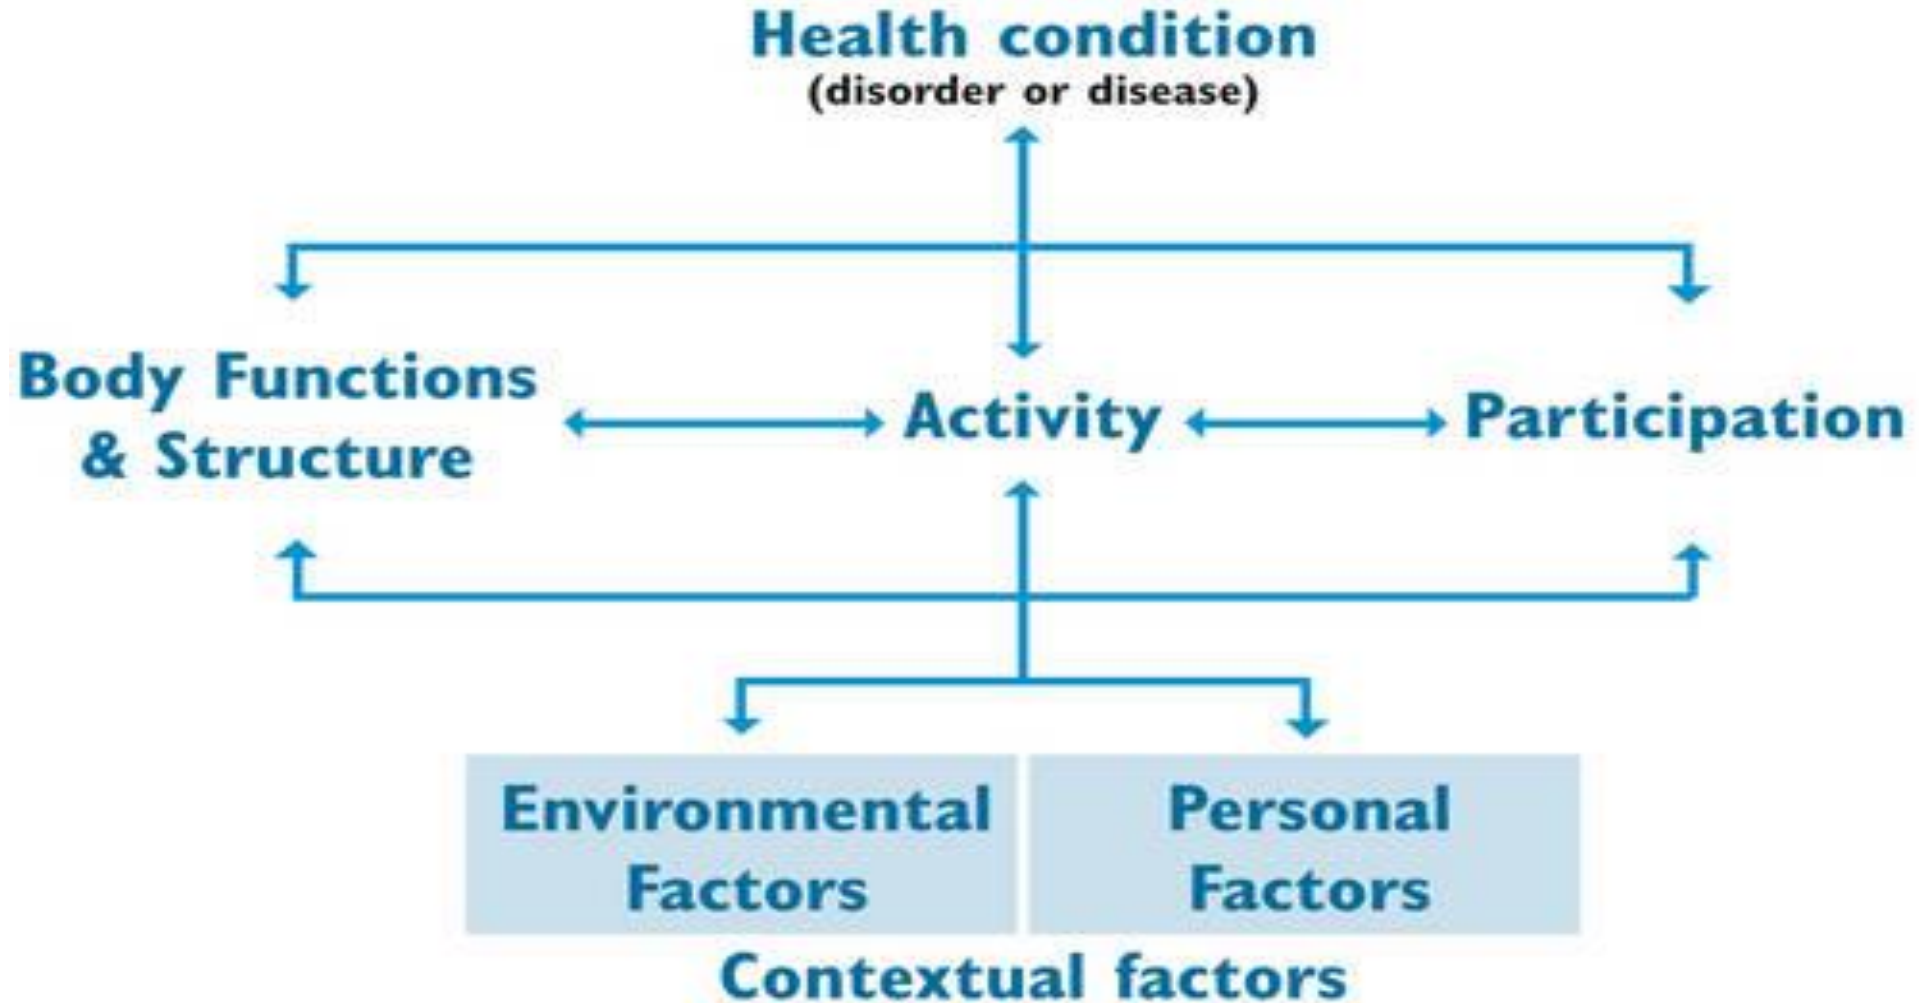 Health condition
(disorder or disease)
Body Functions
& Structure
Activity
Participation
Environmental
Factors
Personal
Factors
Contextual factors